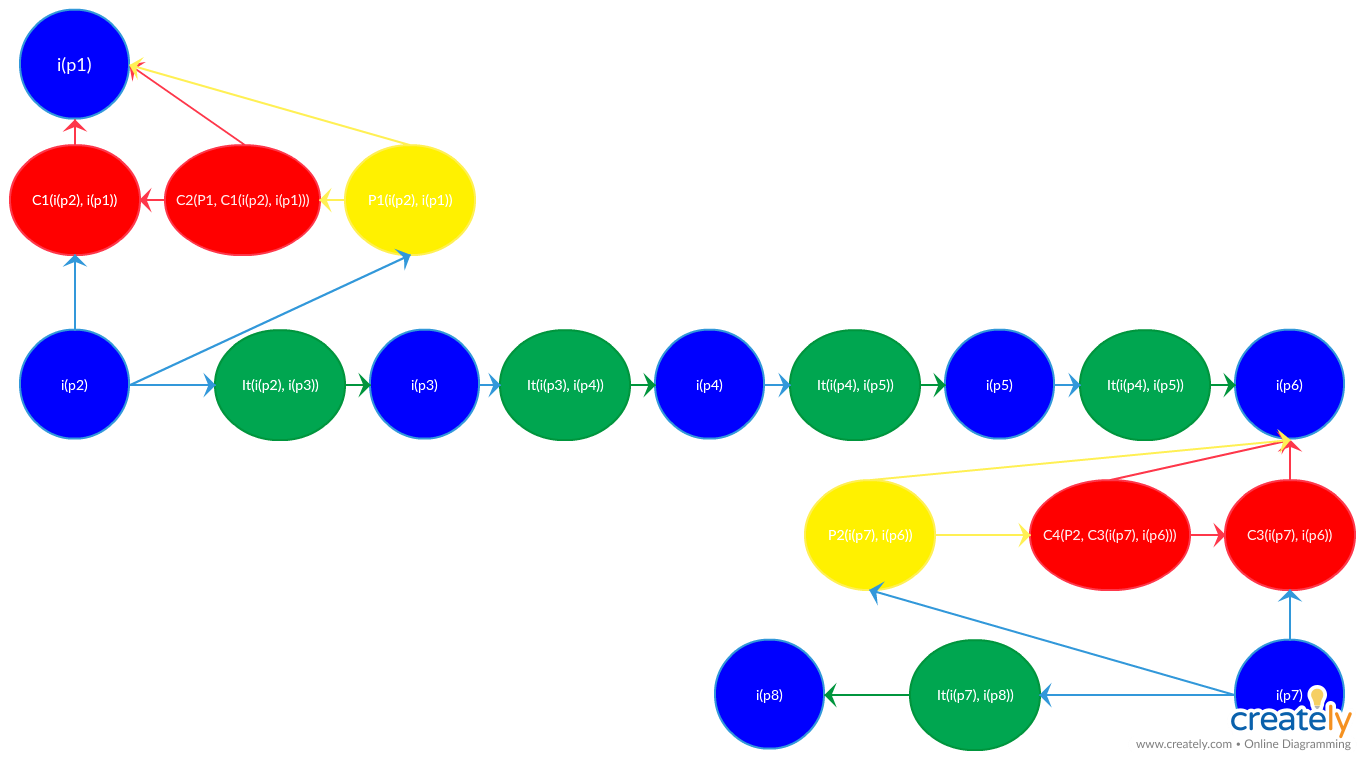 i(p1)
C1(i(p2), i(p1))
C2(P1, C1(i(p2), i(p1)))
P1(i(p2), i(p1))
i(p2)
It(i(p2), i(p3))
i(p3)
It(i(p3), i(p4))
i(p4)
It(i(p4), i(p5))
i(p5)
It(i(p4), i(p5))
i(p6)
P2(i(p7), i(p6))
C4(P2, C3(i(p7), i(p6)))
C3(i(p7), i(p6))
i(p8)
It(i(p7), i(p8))
i(p7)
creately
www.creately.com • Online Diagramming